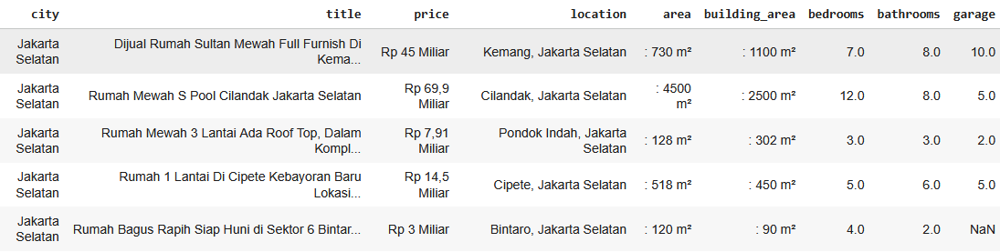 city title price location area building_area bedrooms bathrooms garage
Jakarta Selatan Dijual Rumah Sultan Mewah Full Furnish Di Kema... Rp 45 Miliar Kemang, Jakarta Selatan : 730 m² : 1100 m² 7.0 8.0 10.0
Jakarta Selatan Rumah Mewah S Pool Cilandak Jakarta Selatan Rp 69,9 Miliar Cilandak, Jakarta Selatan : 4500 m² : 2500 m² 12.0 8.0 5.0
Jakarta Selatan Rumah Mewah 3 Lantai Ada Roof Top, Dalam Kompl... Rp 7,91 Miliar Pondok Indah, Jakarta Selatan : 128 m² : 302 m² 3.0 3.0 2.0
Jakarta Selatan Rumah 1 Lantai Di Cipete Kebayoran Baru Lokasi... Rp 14,5 Miliar Cipete, Jakarta Selatan : 518 m² : 450 m² 5.0 6.0 5.0
Jakarta Selatan Rumah Bagus Rapih Siap Huni di Sektor 6 Bintar... Rp 3 Miliar Bintaro, Jakarta Selatan : 120 m² : 90 m² 4.0 2.0 NaN